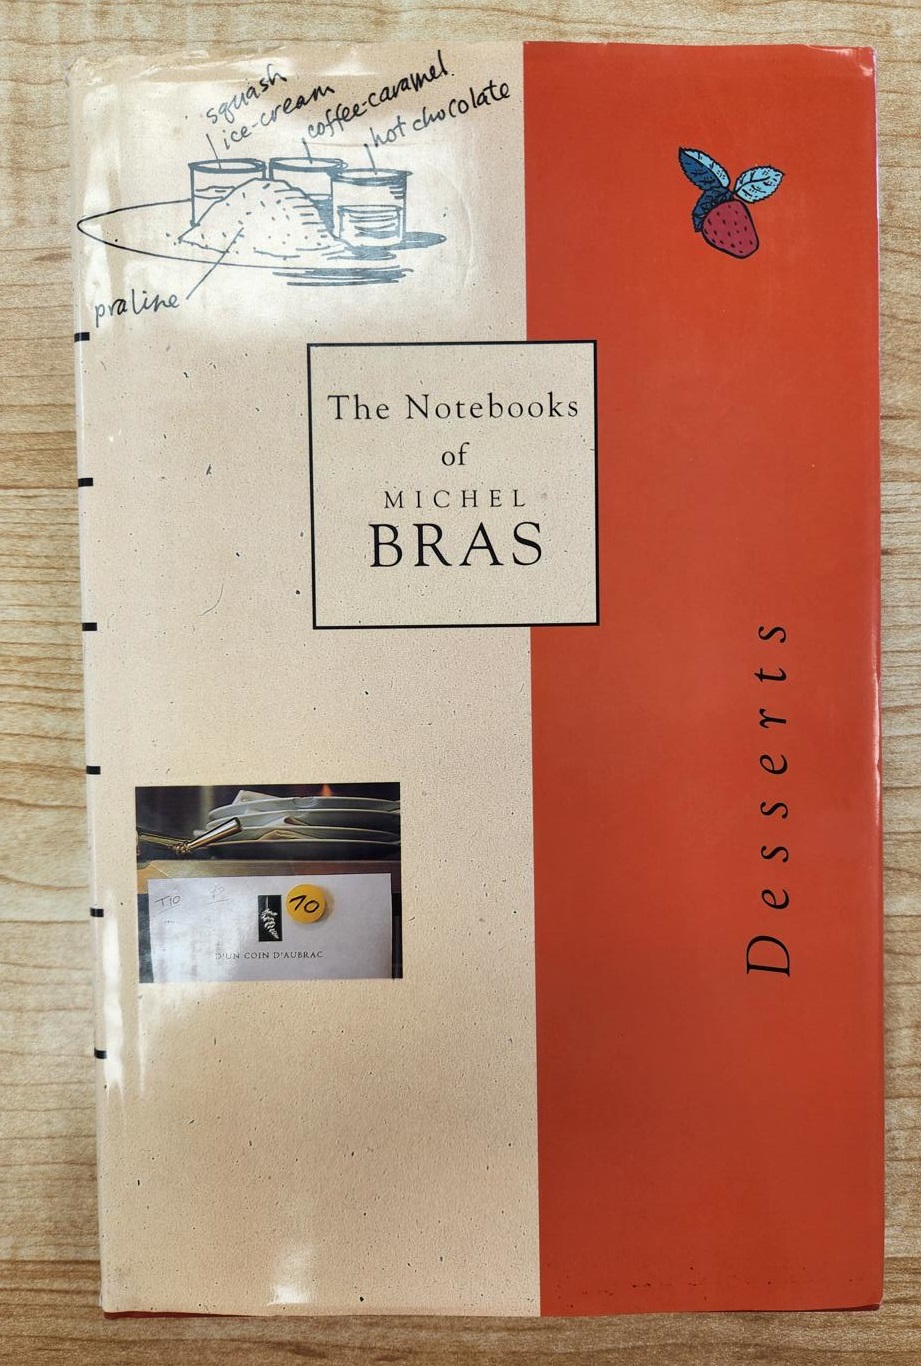 squash
ice-cream
coffee-caramel
hot chocolate
praline
The Notebooks
of
MICHEL
BRAS
Desserts
T10
10
D'UN COIN D'AUBRAC